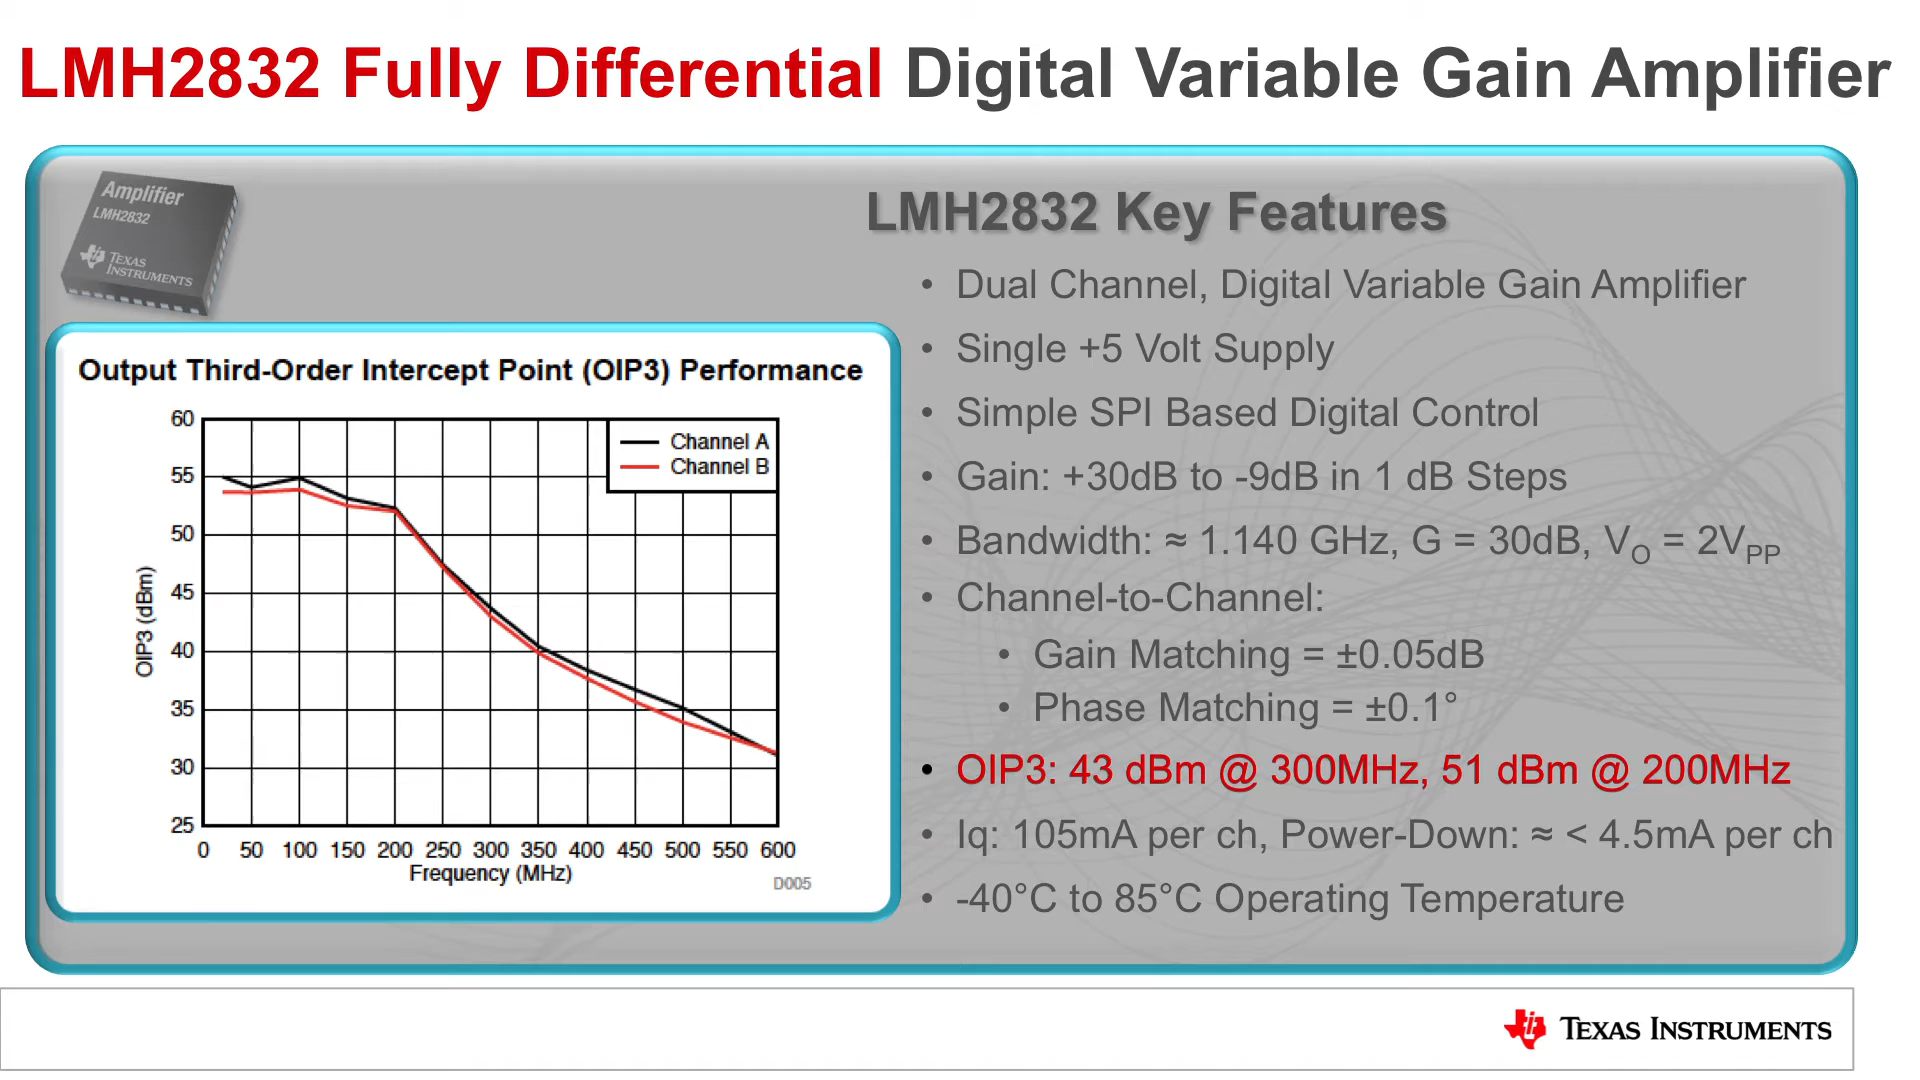 LMH2832 Fully Differential Digital Variable Gain Amplifier
Amplifier
LMH2832
TEXAS
INSTRUMENTS
LMH2832 Key Features
• Dual Channel, Digital Variable Gain Amplifier
• Single +5 Volt Supply
• Simple SPI Based Digital Control
• Gain: +30dB to -9dB in 1 dB Steps
• Bandwidth: ≈ 1.140 GHz, G = 30dB, VO = 2VPP
• Channel-to-Channel:
• Gain Matching = ±0.05dB
• Phase Matching = ±0.1°
• OIP3: 43 dBm @ 300MHz, 51 dBm @ 200MHz
• Iq: 105mA per ch, Power-Down: ≈ < 4.5mA per ch
• -40°C to 85°C Operating Temperature
Output Third-Order Intercept Point (OIP3) Performance
Channel A
Channel B
OIP3 (dBm)
60
55
50
45
40
35
30
25
0 50 100 150 200 250 300 350 400 450 500 550 600
Frequency (MHz)
D005
TEXAS INSTRUMENTS